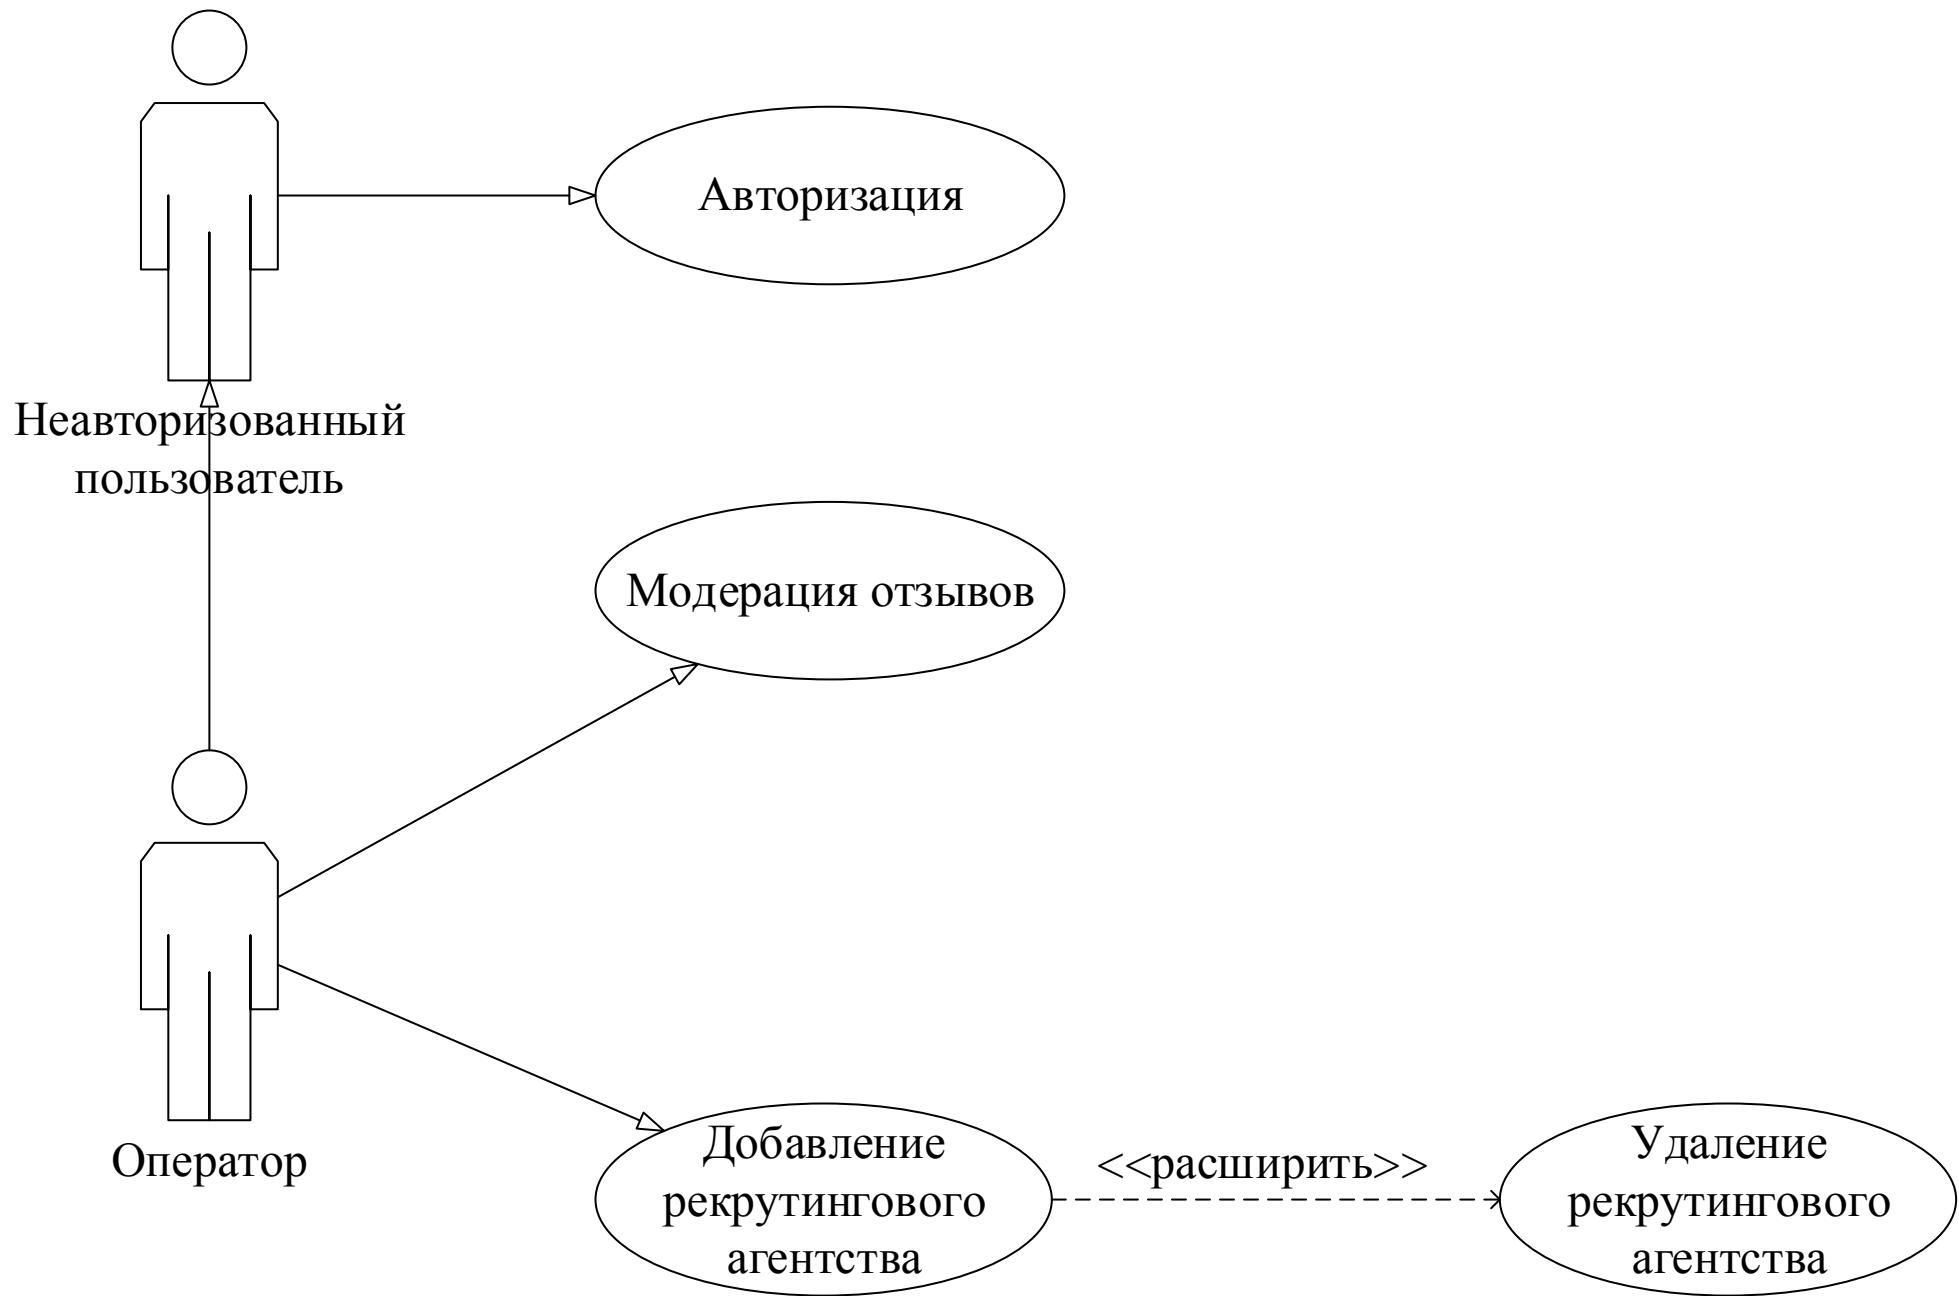 Авторизация
Неавторизованный
пользователь
Модерация отзывов
Оператор
Добавление
рекрутингового
агентства
<<расширить>>
Удаление
рекрутингового
агентства